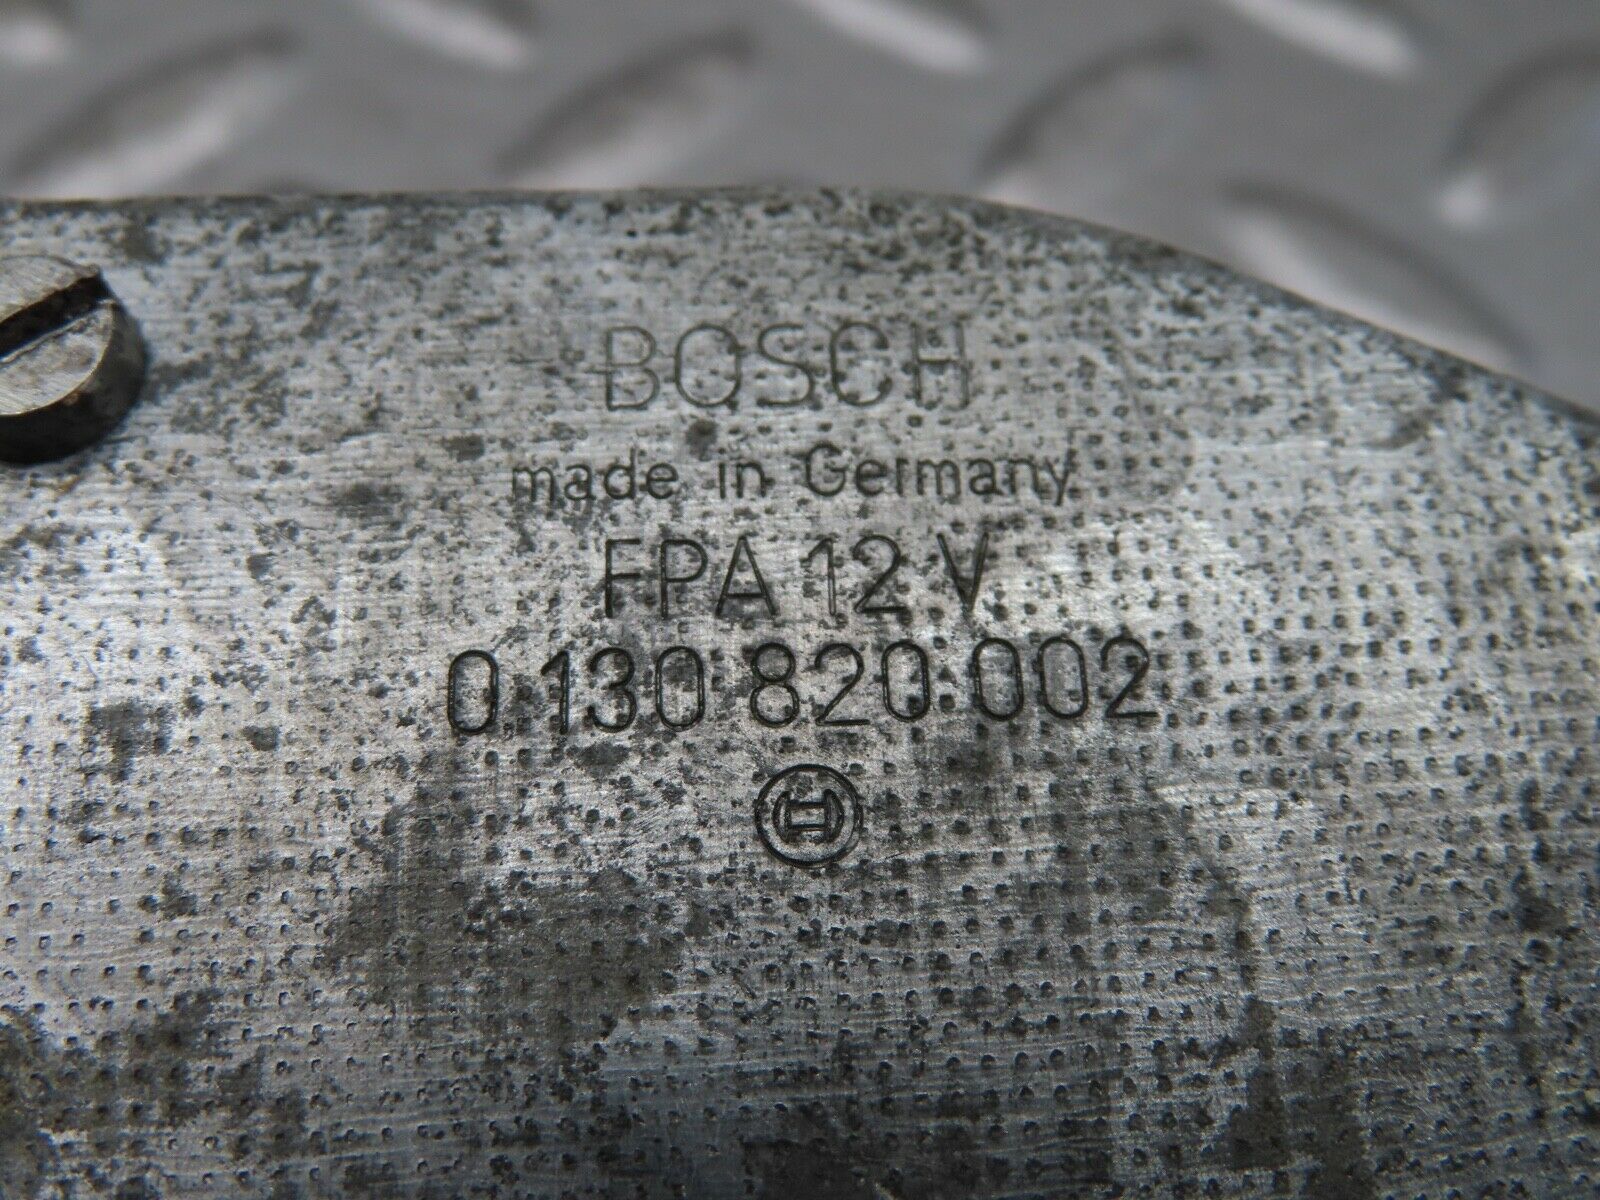 BOSCH
made in Germany
FPA 12 V
0 130 820 002